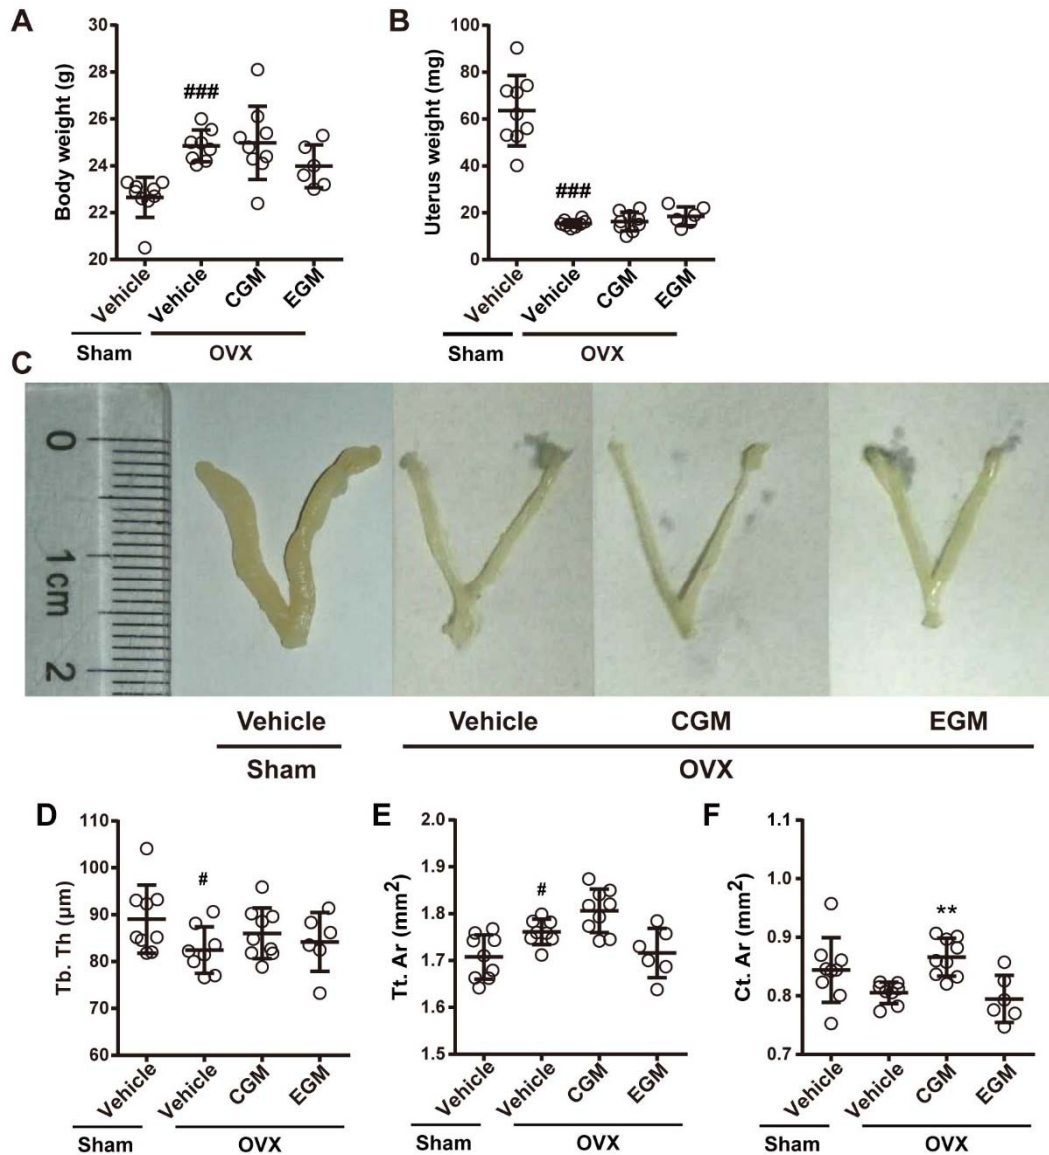 A
Body weight (g)
30
28
26
24
22
20
###
Vehicle
Vehicle
CGM
EGM
Sham
OVX
B
Uterus weight (mg)
100
80
60
40
20
0
###
Vehicle
Vehicle
CGM
EGM
Sham
OVX
C
0
1 cm
2
Vehicle
Vehicle
CGM
EGM
Sham
OVX
D
Tb. Th (µm)
110
100
90
80
70
60
#
Vehicle
Vehicle
CGM
EGM
Sham
OVX
E
Tt. Ar (mm²)
2.0
1.9
1.8
1.7
1.6
1.5
#
Vehicle
Vehicle
CGM
EGM
Sham
OVX
F
Ct. Ar (mm²)
1.1
1.0
0.9
0.8
0.7
**
Vehicle
Vehicle
CGM
EGM
Sham
OVX